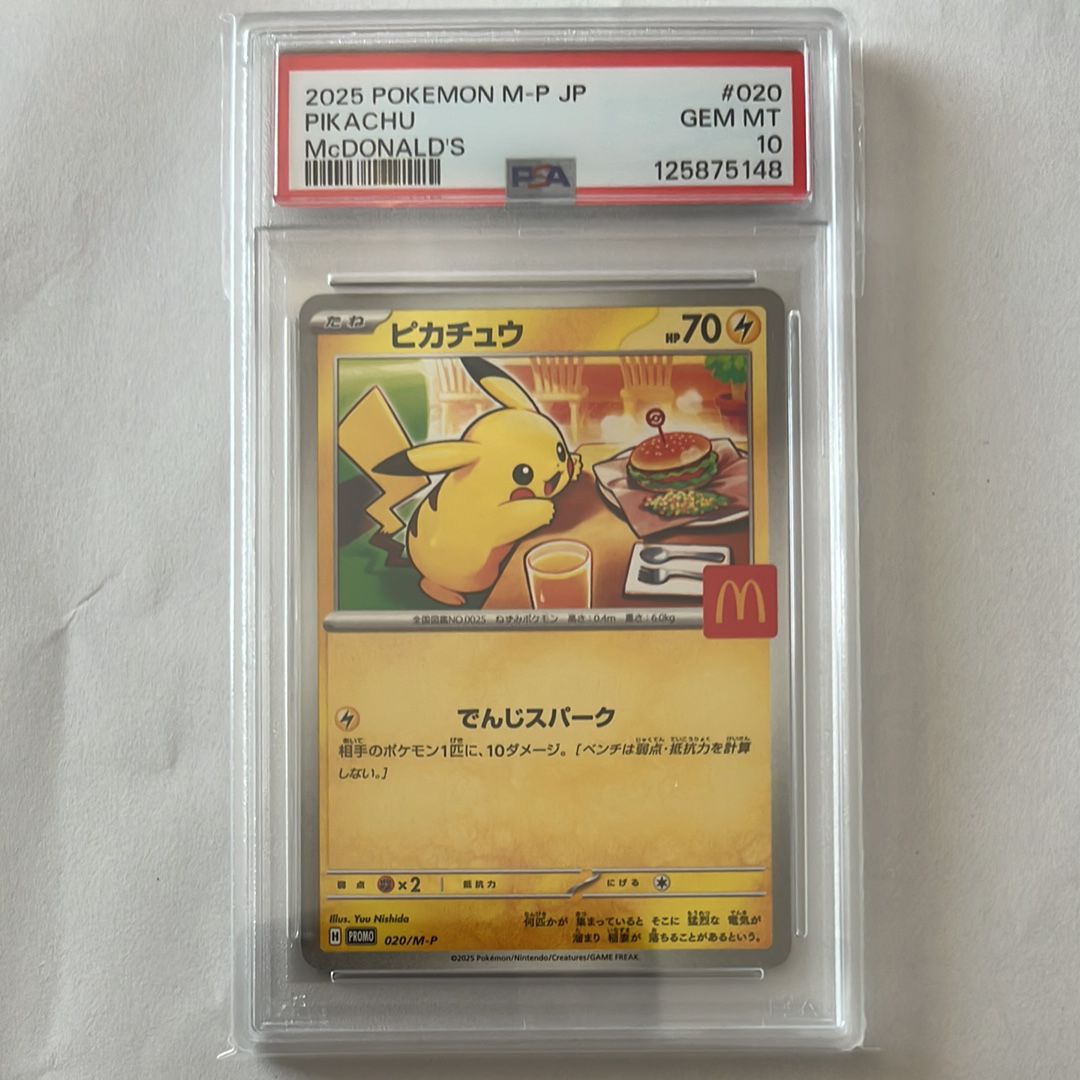 2025 POKEMON M-P JP #020
PIKACHU GEM MT
McDONALD'S 10
PSA 125875148
たね ピカチュウ HP70
全国図鑑NO.0025 ねずみポケモン 高さ:0.4m 重さ:6.0kg
でんじスパーク
相手のポケモン1匹に、10ダメージ。[ベンチは弱点・抵抗力を計算
しない。]
弱点 ×2 抵抗力 にげる
Illus. Yuu Nishida
何匹かが 集まっていると そこに 猛烈な 電気が
溜まり 稲妻が 落ちることがあるという。
H PROMO 020/M-P
©2025 Pokémon/Nintendo/Creatures/GAME FREAK.